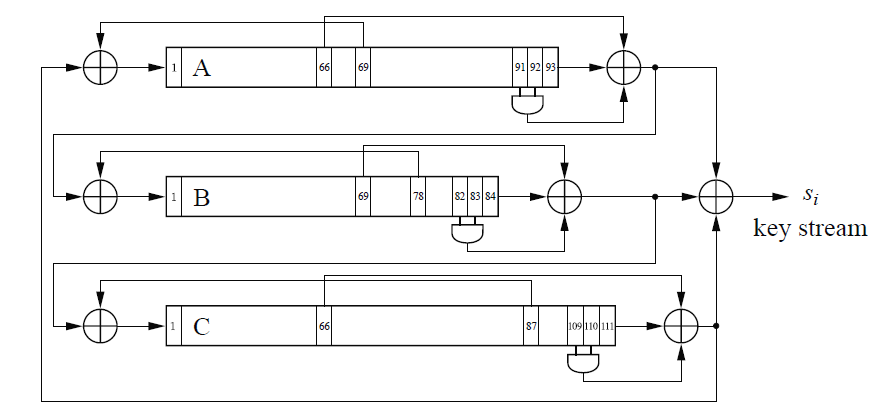 1 A 66 69 91 92 93
1 B 69 78 82 83 84
s_i
key stream
1 C 66 87 109 110 111